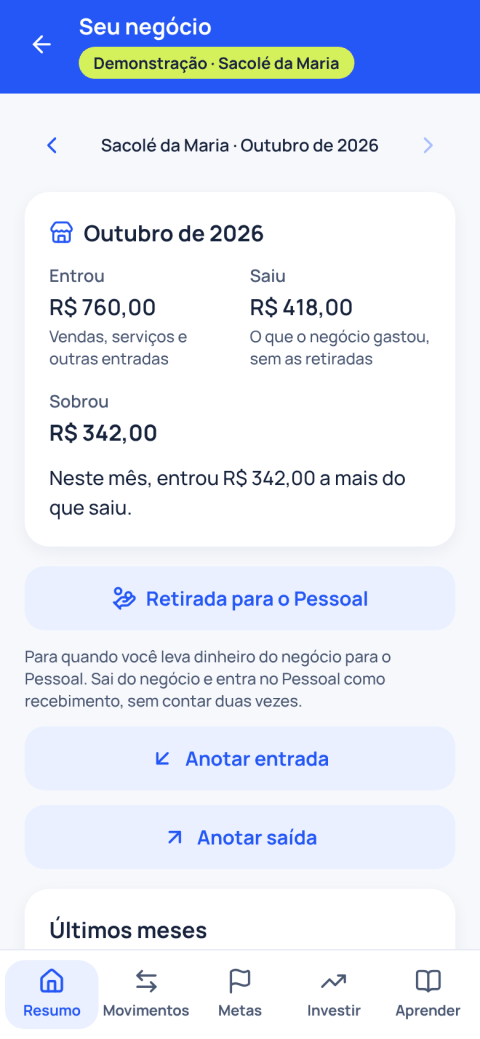 Seu negócio
Demonstração · Sacolé da Maria
Sacolé da Maria · Outubro de 2026
Outubro de 2026
Entrou
R$ 760,00
Vendas, serviços e
outras entradas
Saiu
R$ 418,00
O que o negócio gastou,
sem as retiradas
Sobrou
R$ 342,00
Neste mês, entrou R$ 342,00 a mais do
que saiu.
Retirada para o Pessoal
Para quando você leva dinheiro do negócio para o
Pessoal. Sai do negócio e entra no Pessoal como
recebimento, sem contar duas vezes.
Anotar entrada
Anotar saída
Últimos meses
Resumo
Movimentos
Metas
Investir
Aprender